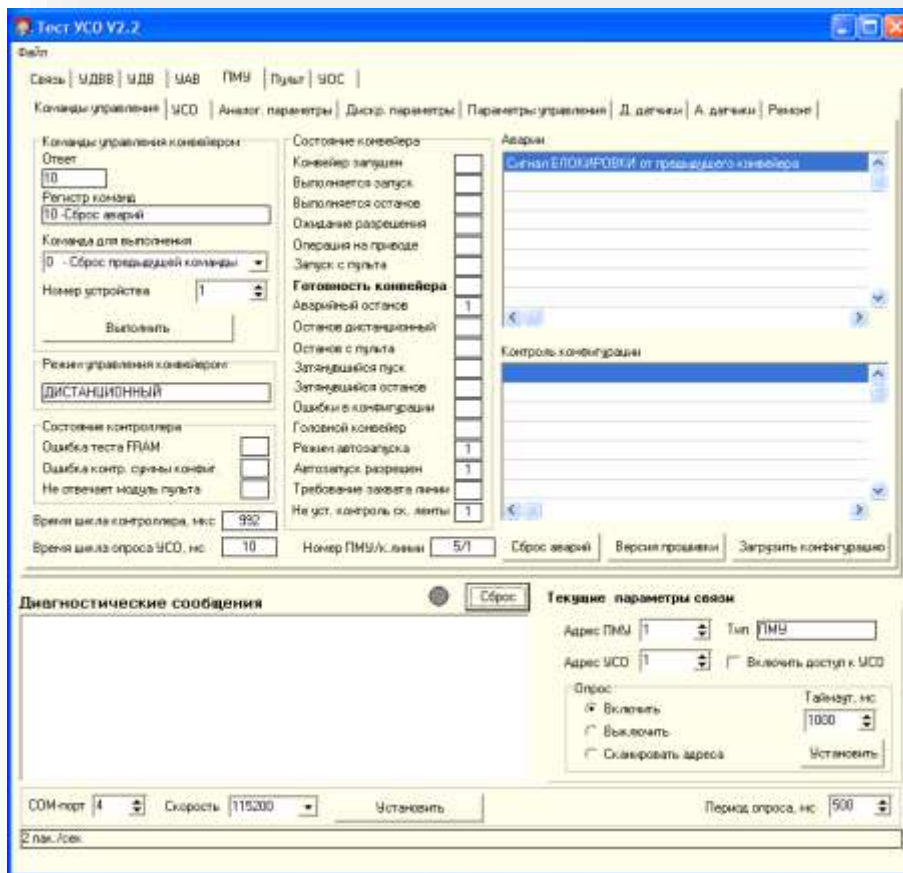 Тест УСО V2.2
Файл
Связь УДВВ УДВ УАВ ПМУ Пульт УОС
Команды управления УСО Аналог. параметры Дискр. параметры Параметры управления Д. датчики А. датчики Ремонт
Команды управления конвейером
Ответ
10
Регистр команд
10 -Сброс аварий
Команда для выполнения
0 - Сброс предыдущей команды
Номер устройства 1
Выполнить
Режим управления конвейером
ДИСТАНЦИОННЫЙ
Состояние контроллера
Ошибка теста FRAM
Ошибка контр. суммы конфиг
Не отвечает модуль пульта
Время цикла контроллера, мкс 992
Время цикла опроса УСО, мс 10
Состояние конвейера
Конвейер запущен
Выполняется запуск
Выполняется останов
Ожидание разрешения
Операция на приводе
Запуск с пульта
Готовность конвейера
Аварийный останов 1
Останов дистанционный
Останов с пульта
Затянувшийся пуск
Затянувшийся останов
Ошибки в конфигурации
Головной конвейер
Режим автозапуска 1
Автозапуск разрешен 1
Требование захвата линии
Не уст. контроль ск. ленты 1
Номер ПМУ/к.линии 5/1
Аварии
Сигнал БЛОКИРОВКИ от предыдущего конвейера
Контроль конфигурации
Сброс аварий Версия прошивки Загрузить конфигурацию
Диагностические сообщения
Сброс
Текущие параметры связи
Адрес ПМУ 1 Тип ПМУ
Адрес УСО 1 Включить доступ к УСО
Опрос
Включить
Выключить
Сканировать адреса
Таймаут, мс
1000
Установить
COM-порт 4 Скорость 115200 Установить Период опроса, мс 500
2 пак./сек